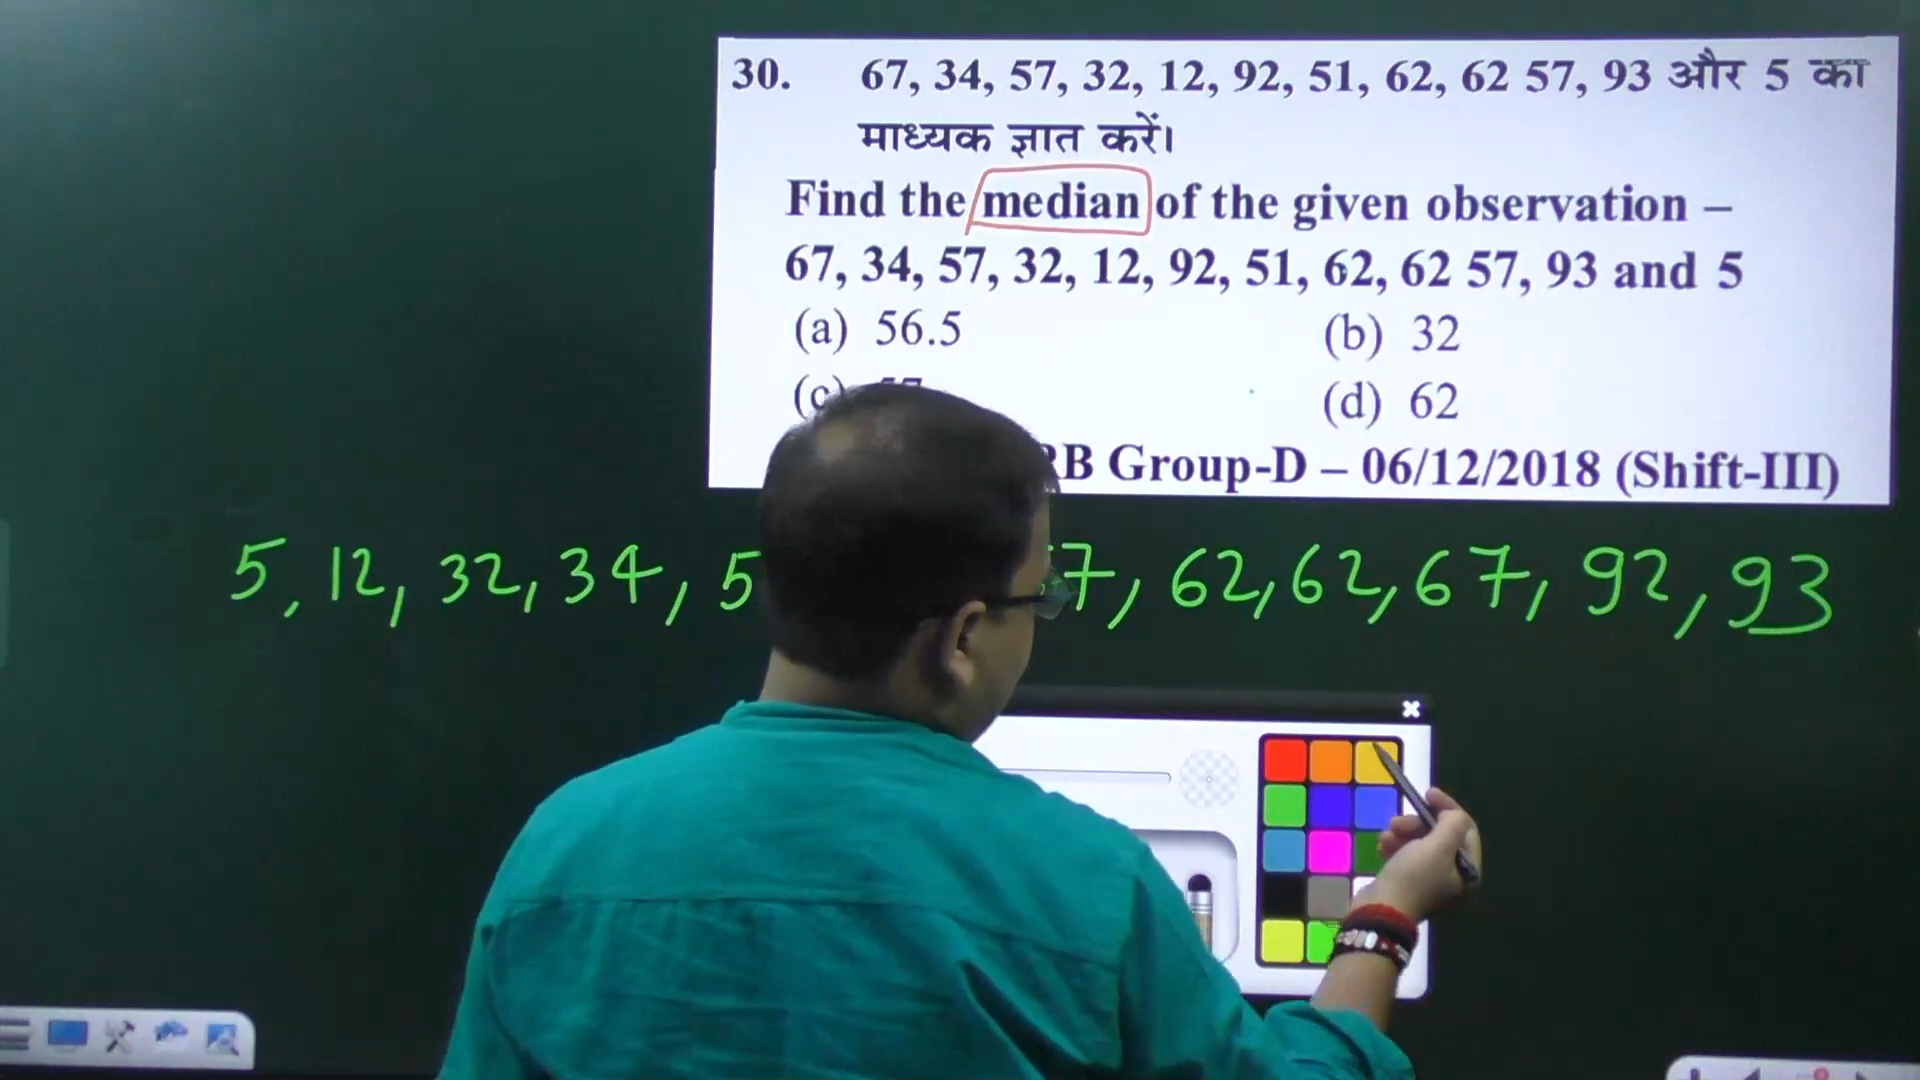 30. 67, 34, 57, 32, 12, 92, 51, 62, 62 57, 93 और 5 का
माध्यक ज्ञात करें।
Find the median of the given observation –
67, 34, 57, 32, 12, 92, 51, 62, 62 57, 93 and 5
(a) 56.5 (b) 32
(d) 62
Group-D – 06/12/2018 (Shift-III)
5, 12, 32, 34, 62, 62, 67, 92, 93